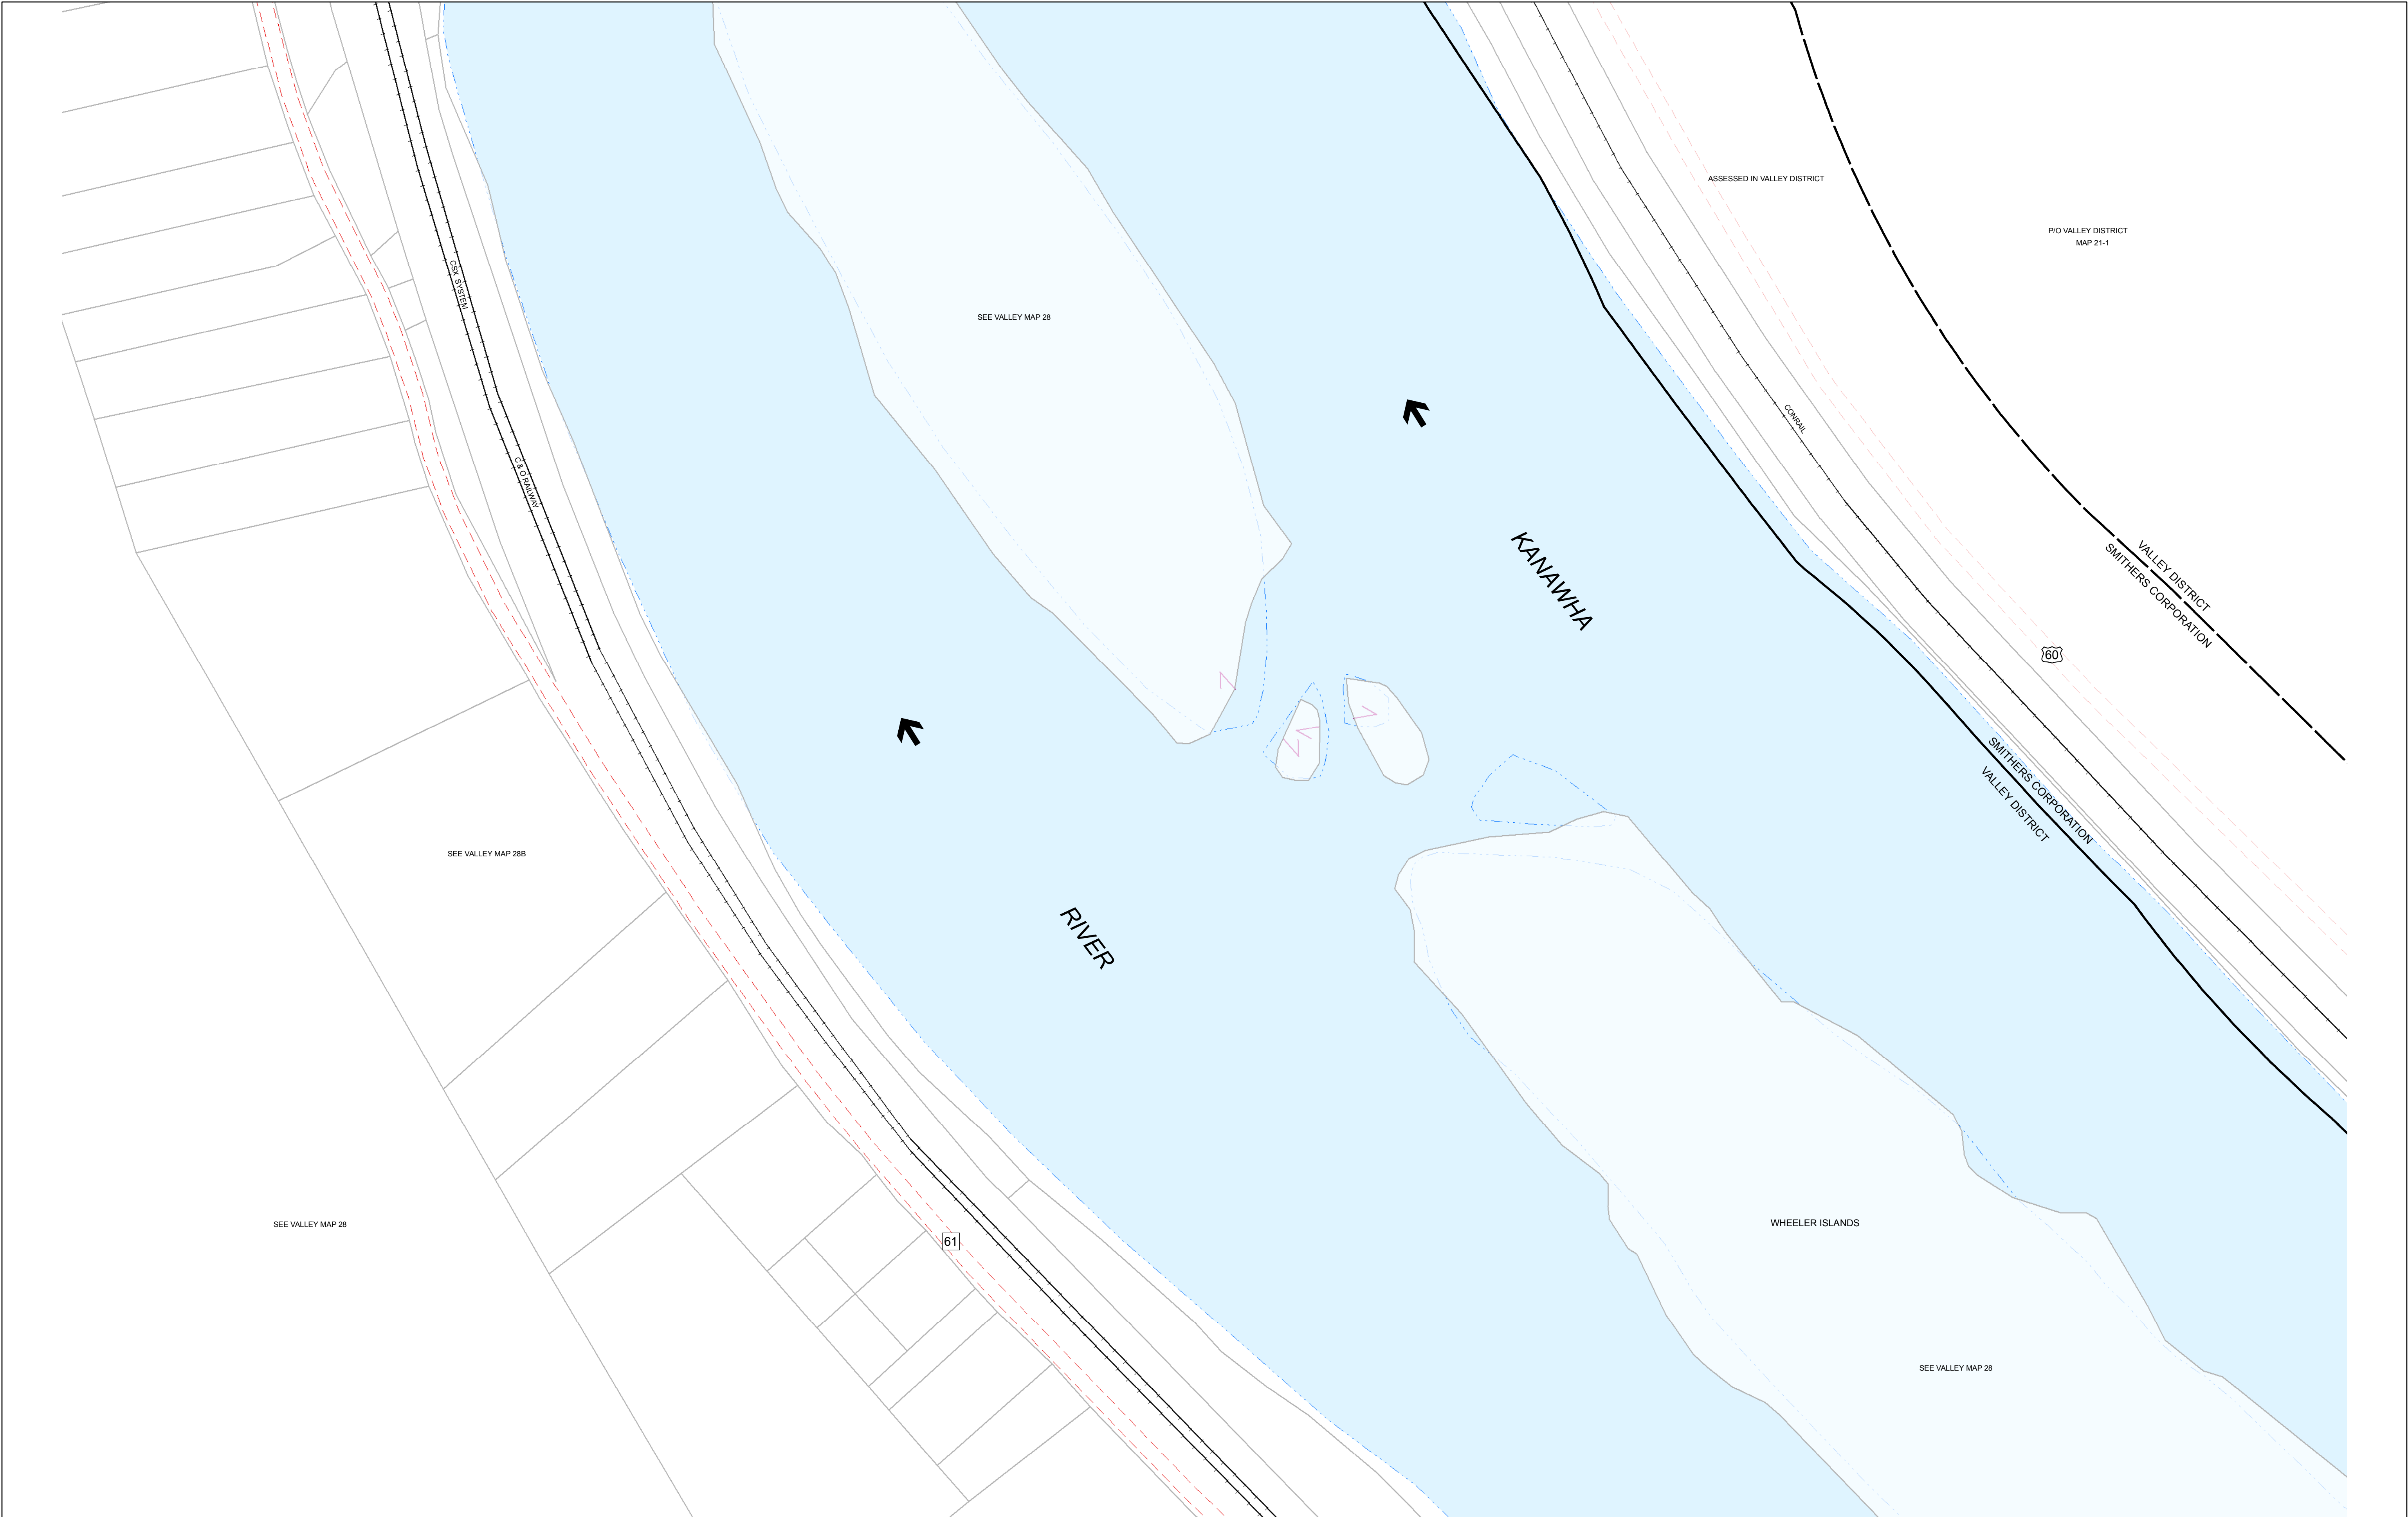 ASSESSED IN VALLEY DISTRICT
P/O VALLEY DISTRICT
MAP 21-1
CSX SYSTEM
SEE VALLEY MAP 28
CONRAIL
C & O RAILWAY
KANAWHA
VALLEY DISTRICT
SMITHERS CORPORATION
60
SMITHERS CORPORATION
VALLEY DISTRICT
SEE VALLEY MAP 28B
RIVER
SEE VALLEY MAP 28
61
WHEELER ISLANDS
SEE VALLEY MAP 28